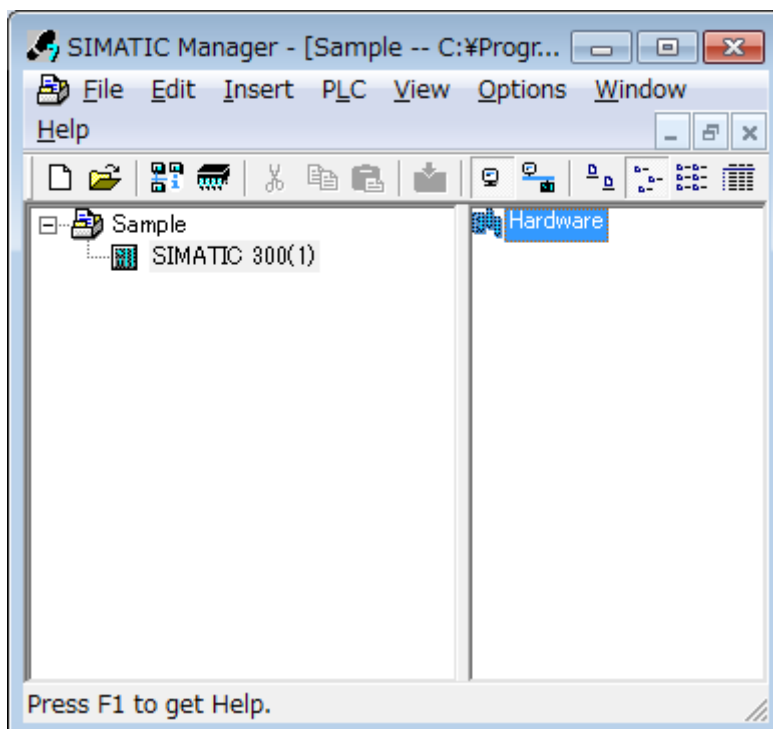 SIMATIC Manager - [Sample -- C:¥Progr...
File Edit Insert PLC View Options Window
Help
Sample
SIMATIC 300(1)
Hardware
Press F1 to get Help.